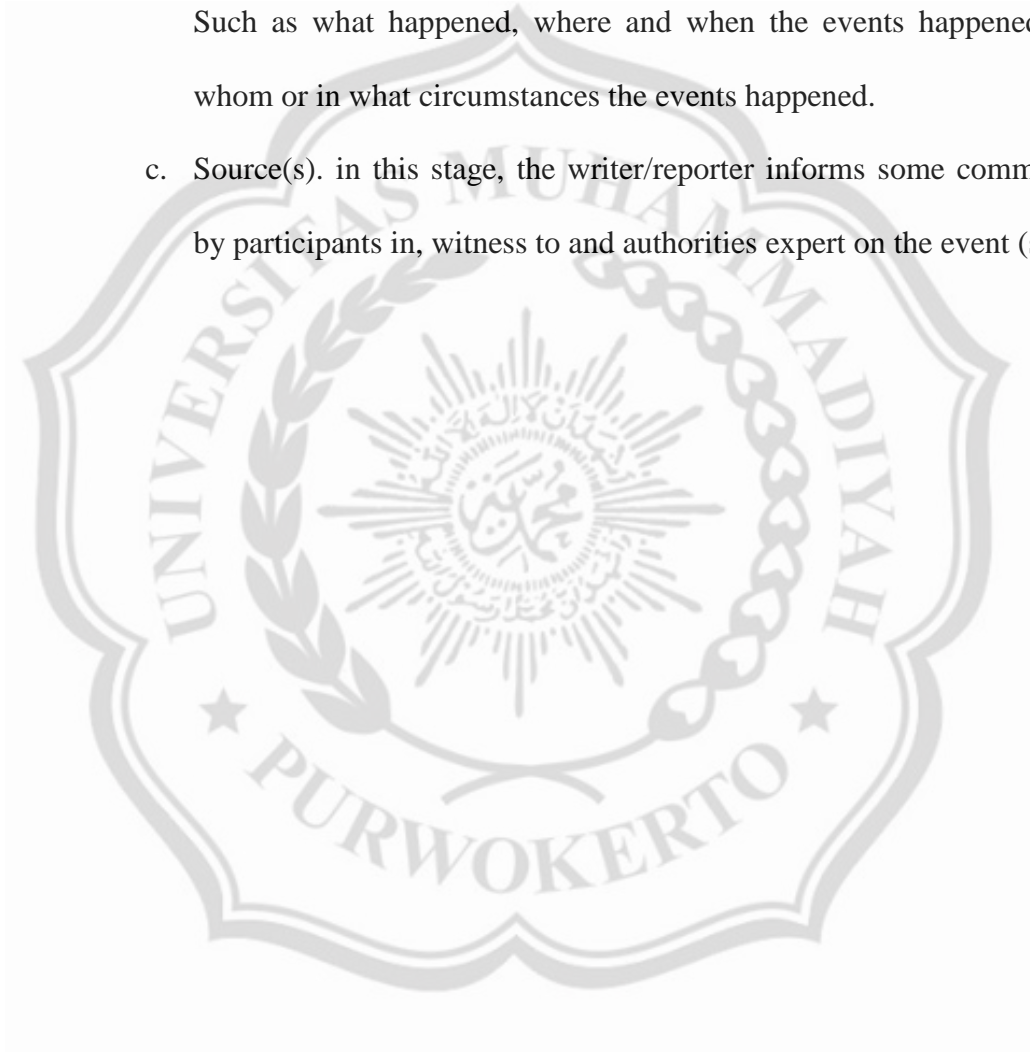 Such as what happened, where and when the events happened
whom or in what circumstances the events happened.
c. Source(s). in this stage, the writer/reporter informs some comm
by participants in, witness to and authorities expert on the event (
UNIVERSITAS MUHAMMADIYAH
PURWOKERTO
محمد